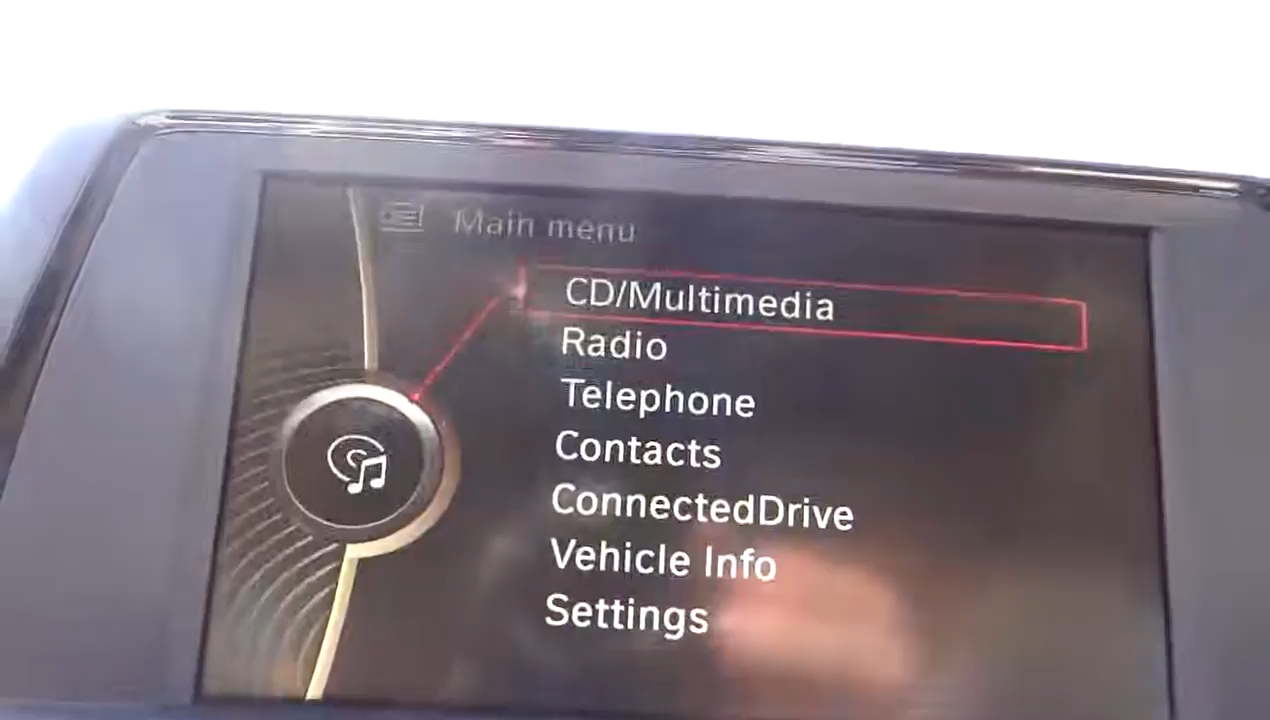 Main menu
CD/Multimedia
Radio
Telephone
Contacts
ConnectedDrive
Vehicle Info
Settings